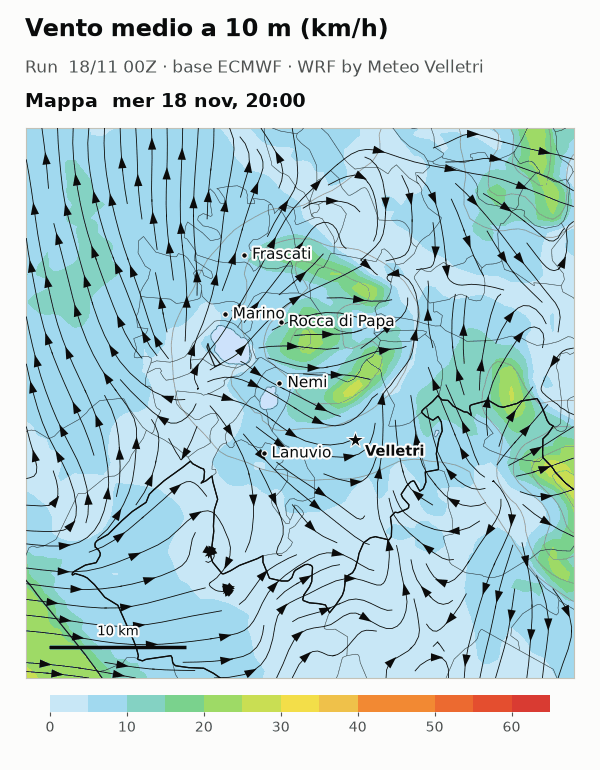 Vento medio a 10 m (km/h)
Run  18/11 00Z · base ECMWF · WRF by Meteo Velletri
Mappa  mer 18 nov, 20:00
Frascati
Marino
Rocca di Papa
Nemi
Velletri
Lanuvio
10 km
0 10 20 30 40 50 60